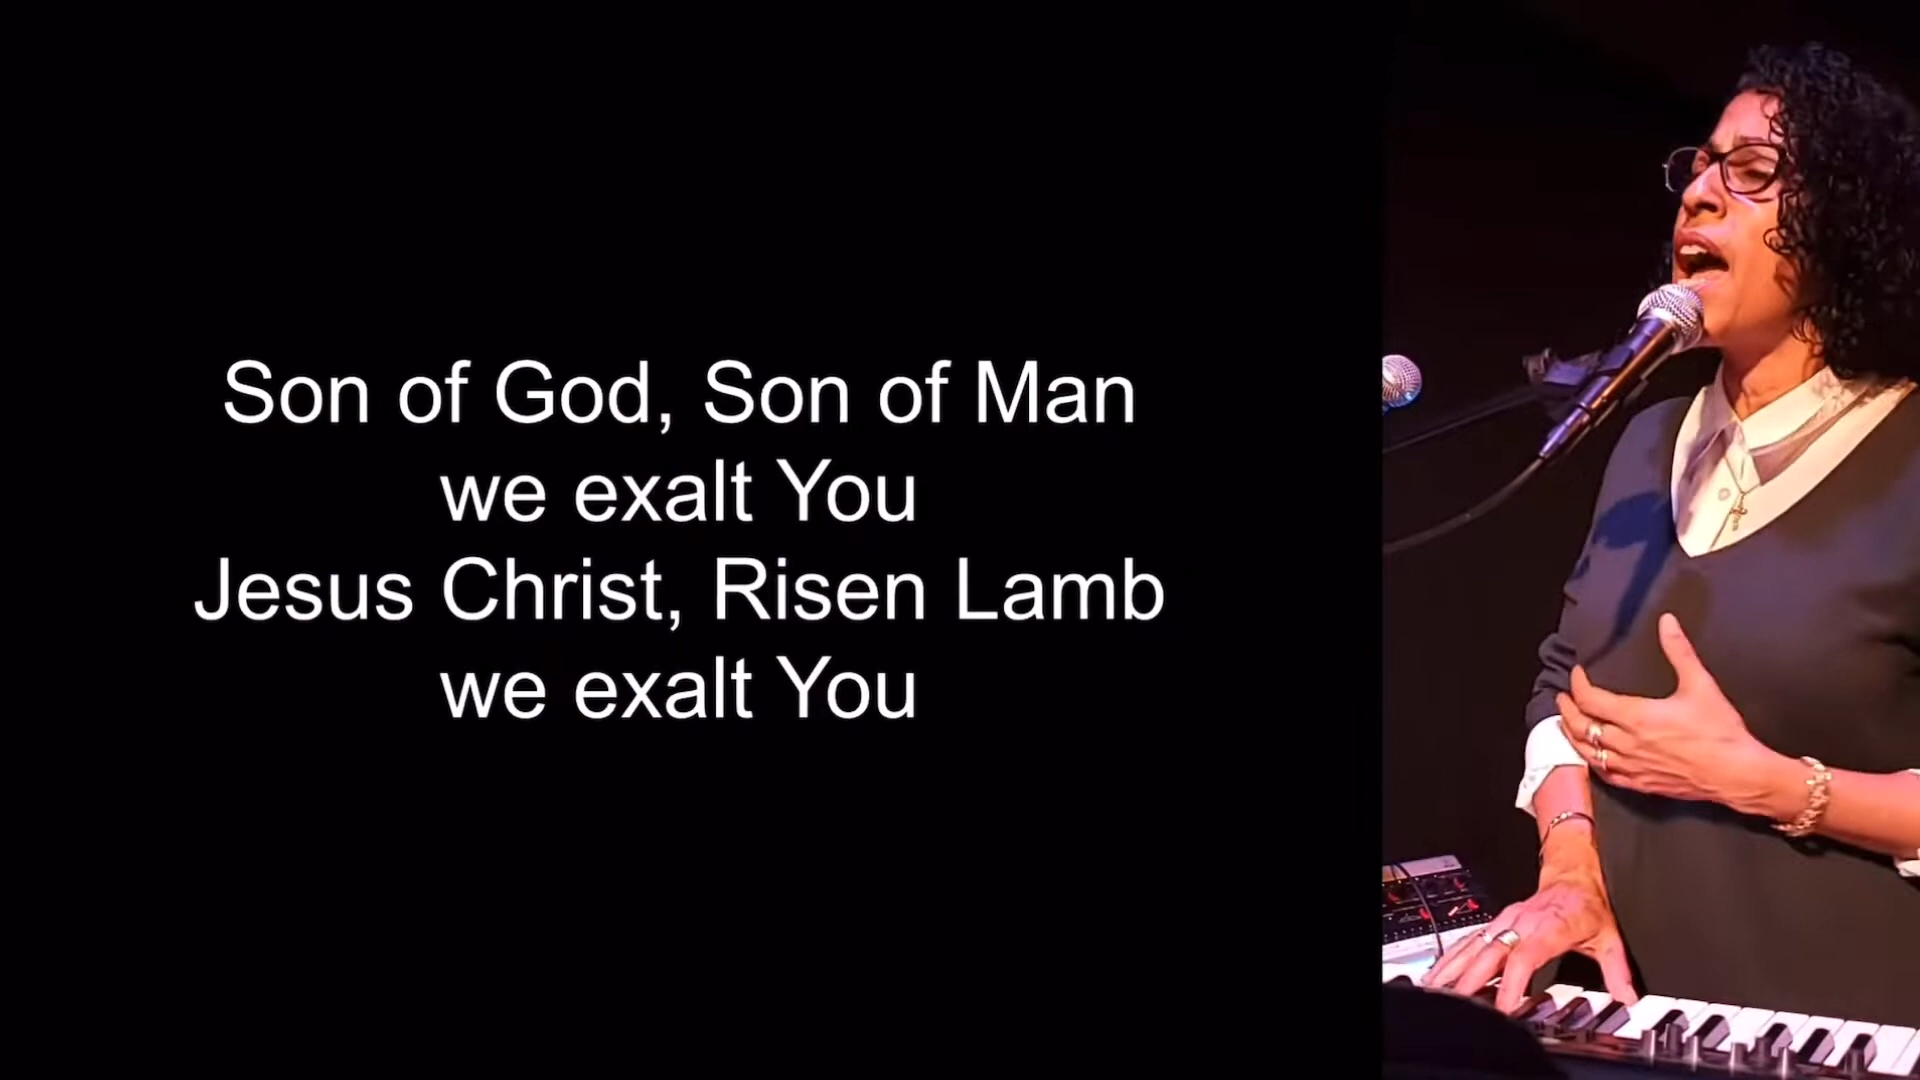 Son of God, Son of Man
we exalt You
Jesus Christ, Risen Lamb
we exalt You